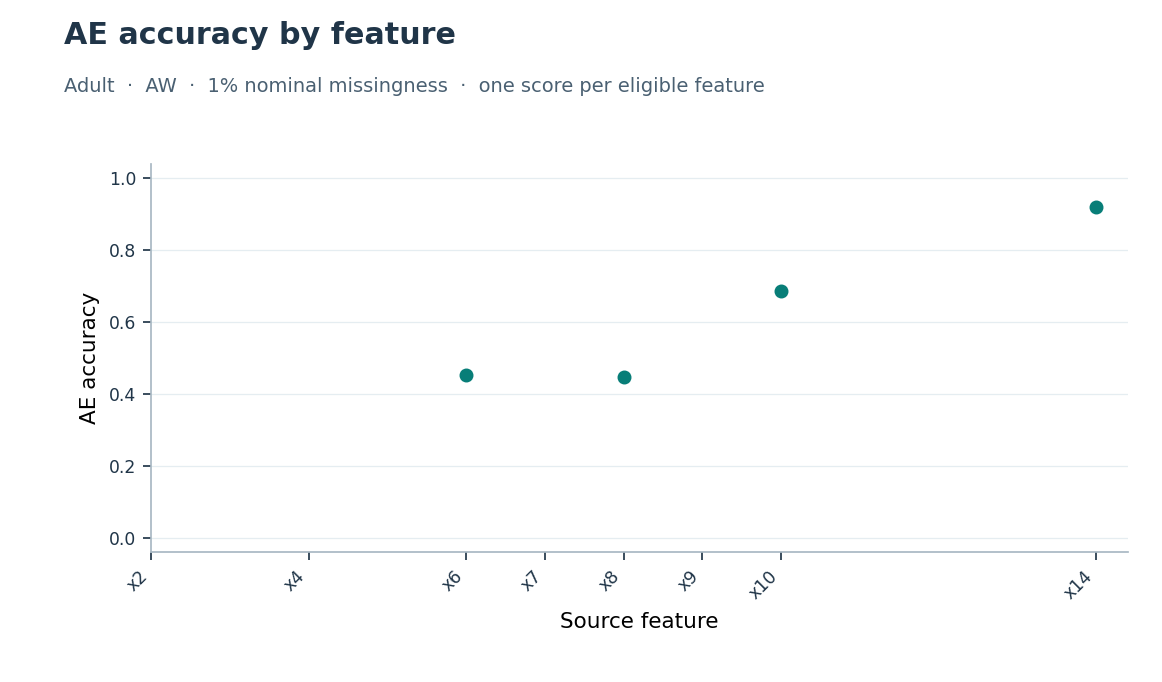 AE accuracy by feature
Adult · AW · 1% nominal missingness · one score per eligible feature
1.0
0.8
0.6
0.4
0.2
0.0
AE accuracy
x2 x4 x6 x7 x8 x9 x10 x14
Source feature